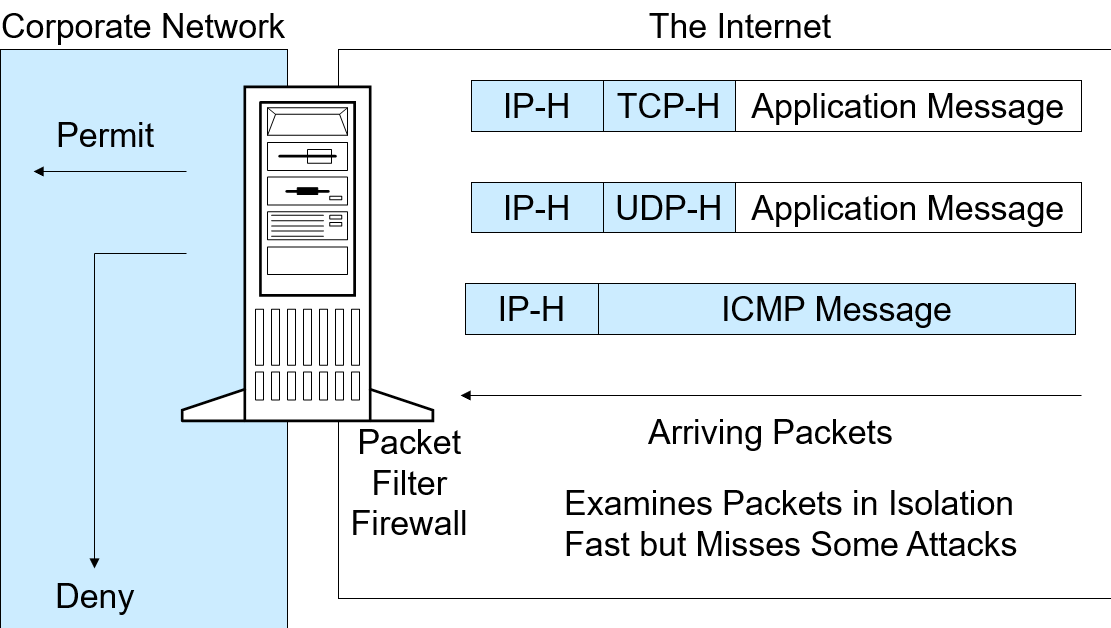 Corporate Network
The Internet
IP-H TCP-H Application Message
Permit
IP-H UDP-H Application Message
IP-H ICMP Message
Arriving Packets
Packet
Filter
Firewall
Examines Packets in Isolation
Fast but Misses Some Attacks
Deny